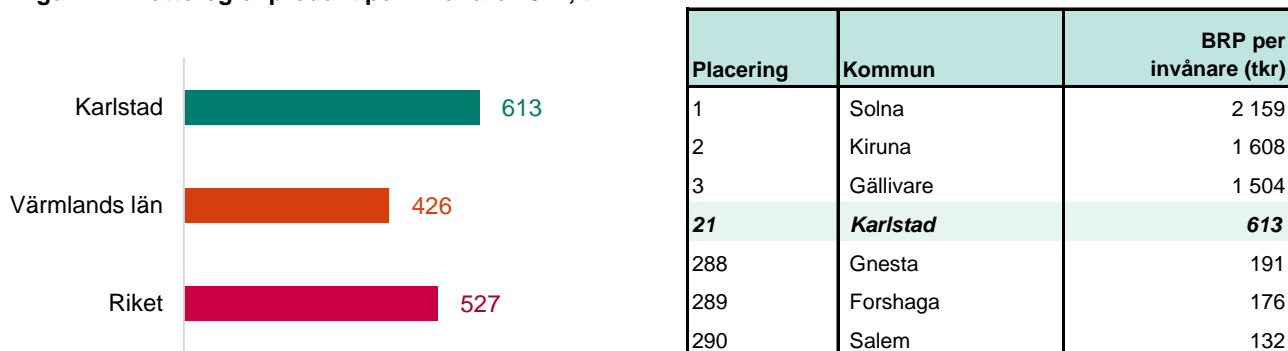 Karlstad 613
Värmlands län 426
Riket 527
Placering Kommun BRP per invånare (tkr)
1 Solna 2 159
2 Kiruna 1 608
3 Gällivare 1 504
21 Karlstad 613
288 Gnesta 191
289 Forshaga 176
290 Salem 132